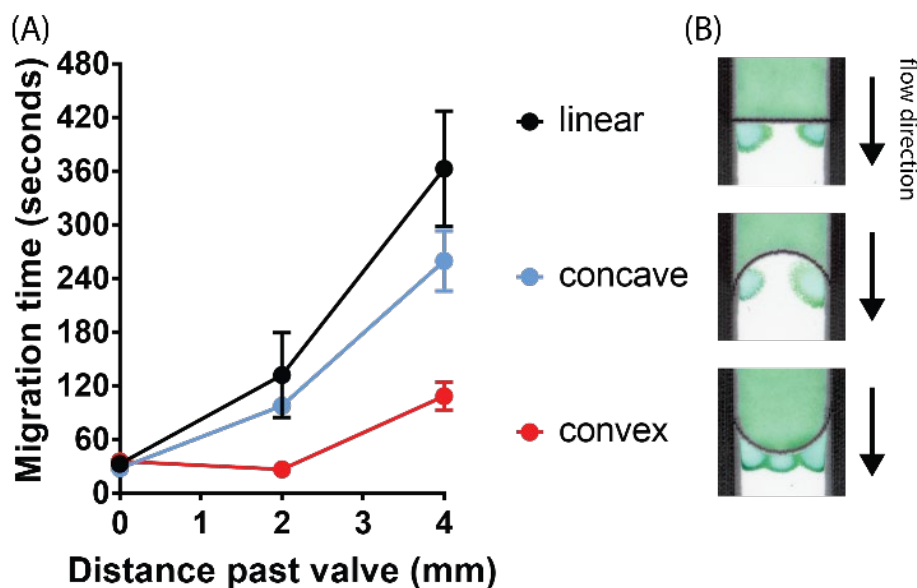 (A)
Migration time (seconds)
480
420
360
300
240
180
120
60
0
0
1
2
3
4
Distance past valve (mm)
linear
concave
convex
(B)
flow direction